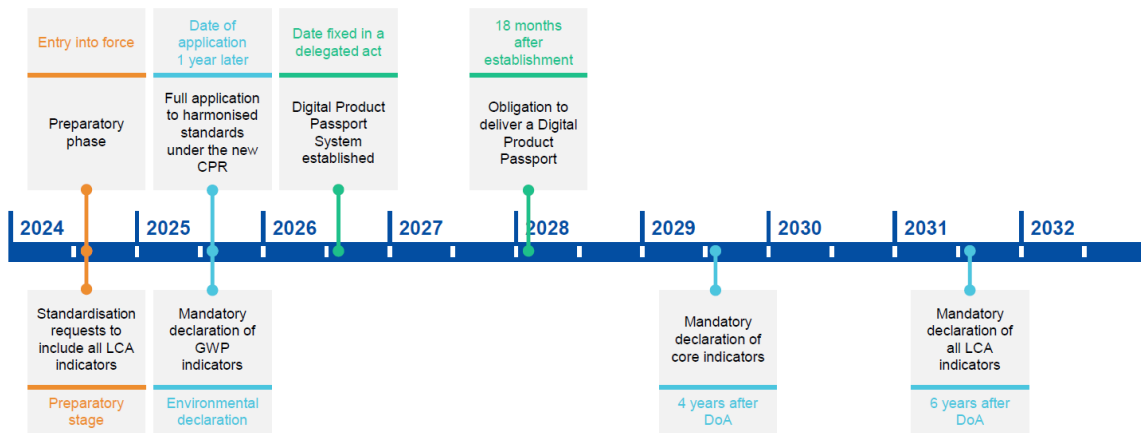 Entry into force
Preparatory
phase
Date of
application
1 year later
Full application
to harmonised
standards
under the new
CPR
Date fixed in a
delegated act
Digital Product
Passport
System
established
18 months
after
establishment
Obligation to
deliver a Digital
Product
Passport
2024
2025
2026
2027
2028
2029
2030
2031
2032
Standardisation
requests to
include all LCA
indicators
Preparatory
stage
Mandatory
declaration of
GWP
indicators
Environmental
declaration
Mandatory
declaration of
core indicators
4 years after
DoA
Mandatory
declaration of
all LCA
indicators
6 years after
DoA